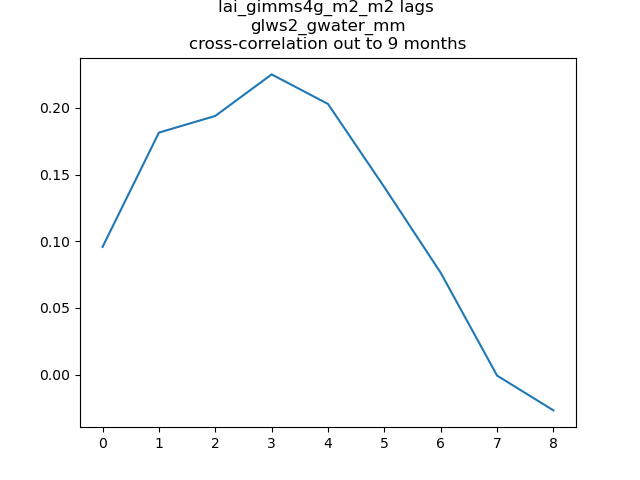 lai_gimms4g_m2_m2 lags
glws2_gwater_mm
cross-correlation out to 9 months
0.20
0.15
0.10
0.05
0.00
0 1 2 3 4 5 6 7 8